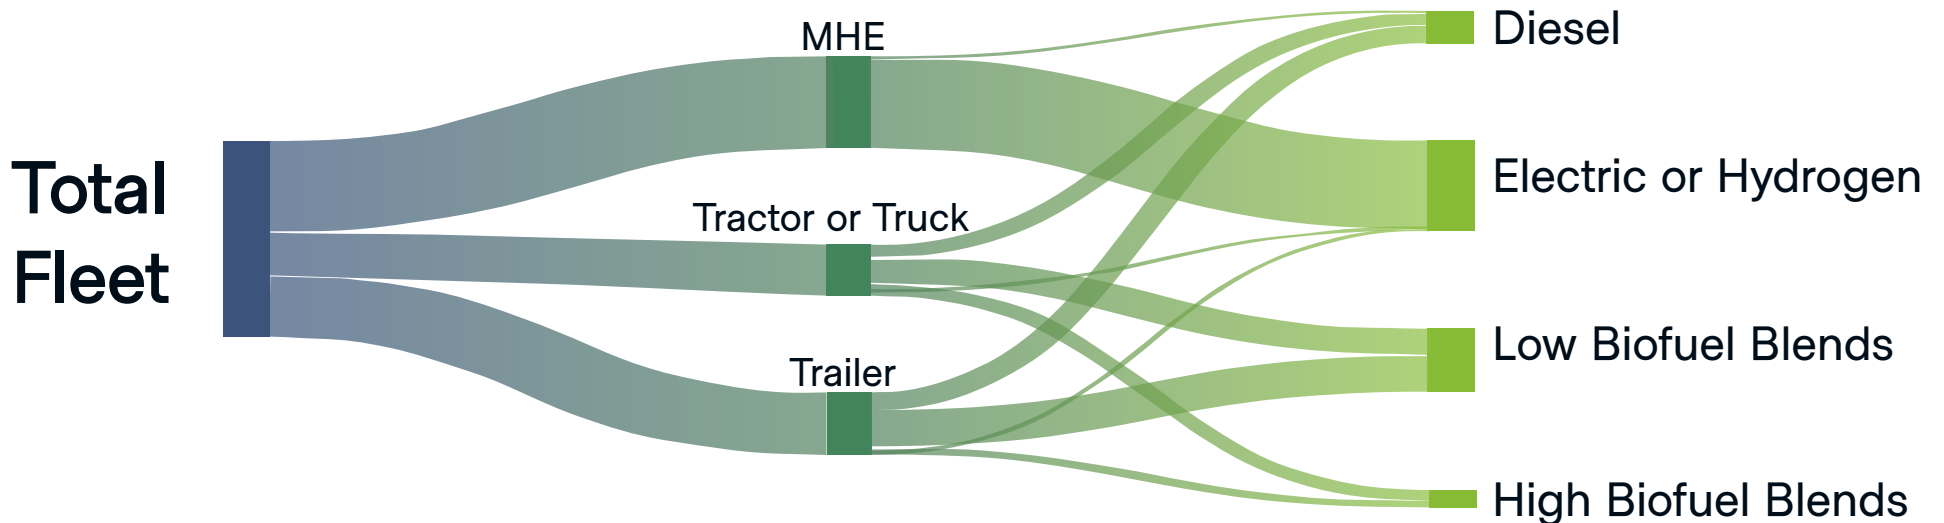 Total
Fleet
MHE
Tractor or Truck
Trailer
Diesel
Electric or Hydrogen
Low Biofuel Blends
High Biofuel Blends